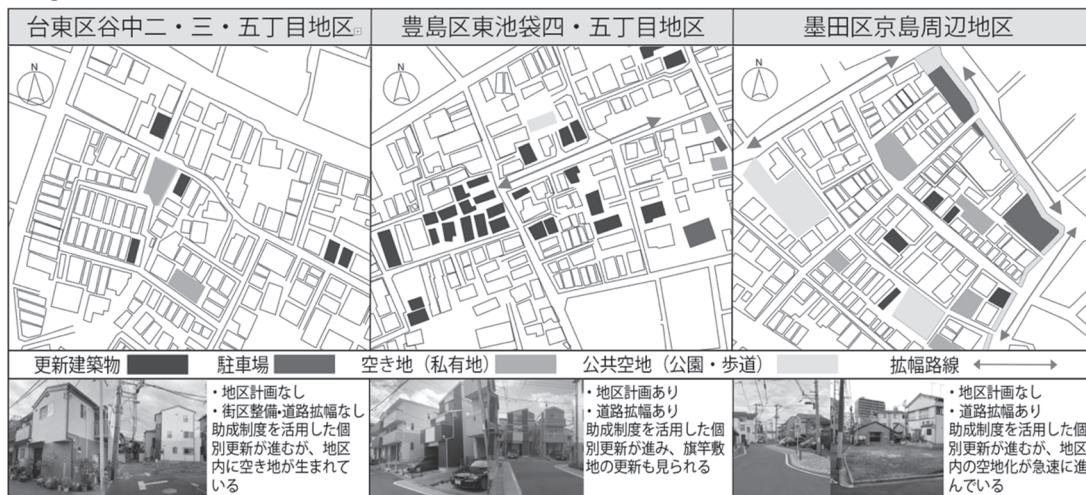 台東区谷中二・三・五丁目地区
豊島区東池袋四・五丁目地区
墨田区京島周辺地区
N
N
N
更新建築物
駐車場
空き地（私有地）
公共空地（公園・歩道）
拡幅路線
・地区計画なし
・街区整備・道路拡幅なし
助成制度を活用した個
別更新が進むが、地区
内に空き地が生まれて
いる
・地区計画あり
・道路拡幅あり
助成制度を活用した個
別更新が進み、旗竿敷
地の更新も見られる
・地区計画なし
・道路拡幅あり
助成制度を活用した個
別更新が進むが、地区
内の空地化が急速に進
んでいる